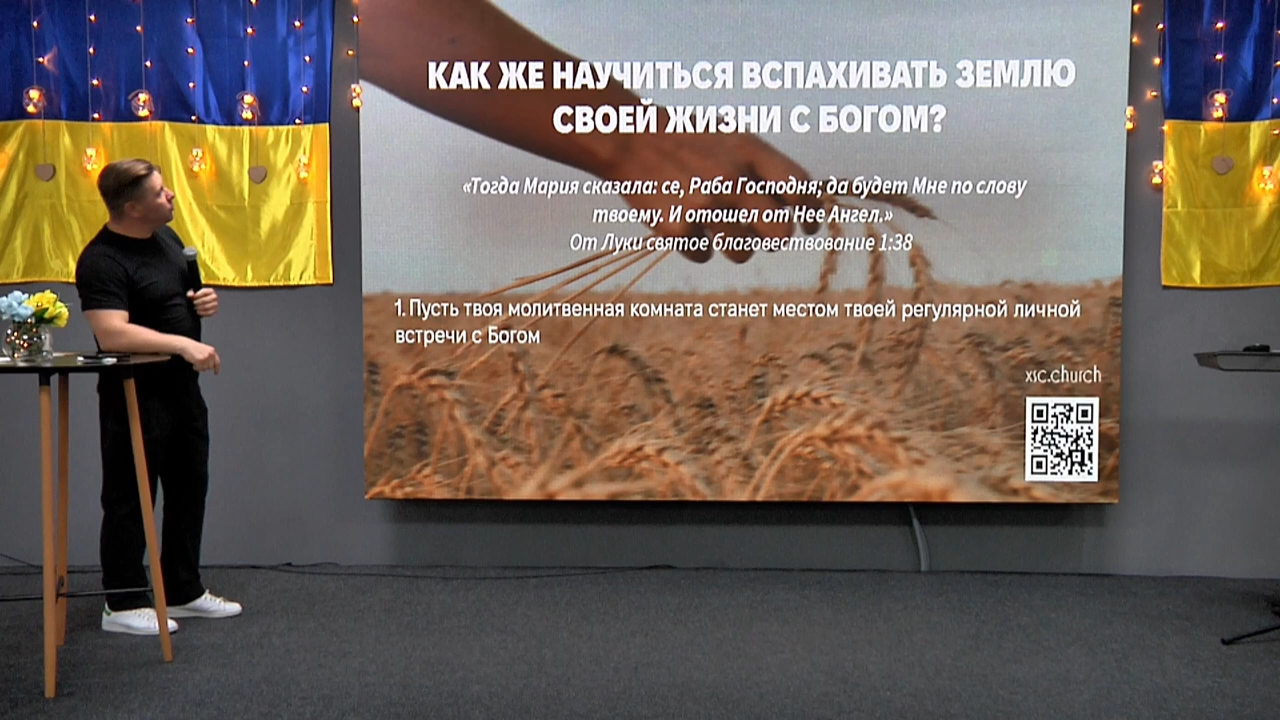 КАК ЖЕ НАУЧИТЬСЯ ВСПАХИВАТЬ ЗЕМЛЮ
СВОЕЙ ЖИЗНИ С БОГОМ?
«Тогда Мария сказала: се, Раба Господня; да будет Мне по слову
твоему. И отошел от Нее Ангел.»
От Луки святое благовествование 1:38
1. Пусть твоя молитвенная комната станет местом твоей регулярной личной
встречи с Богом
xsc.church